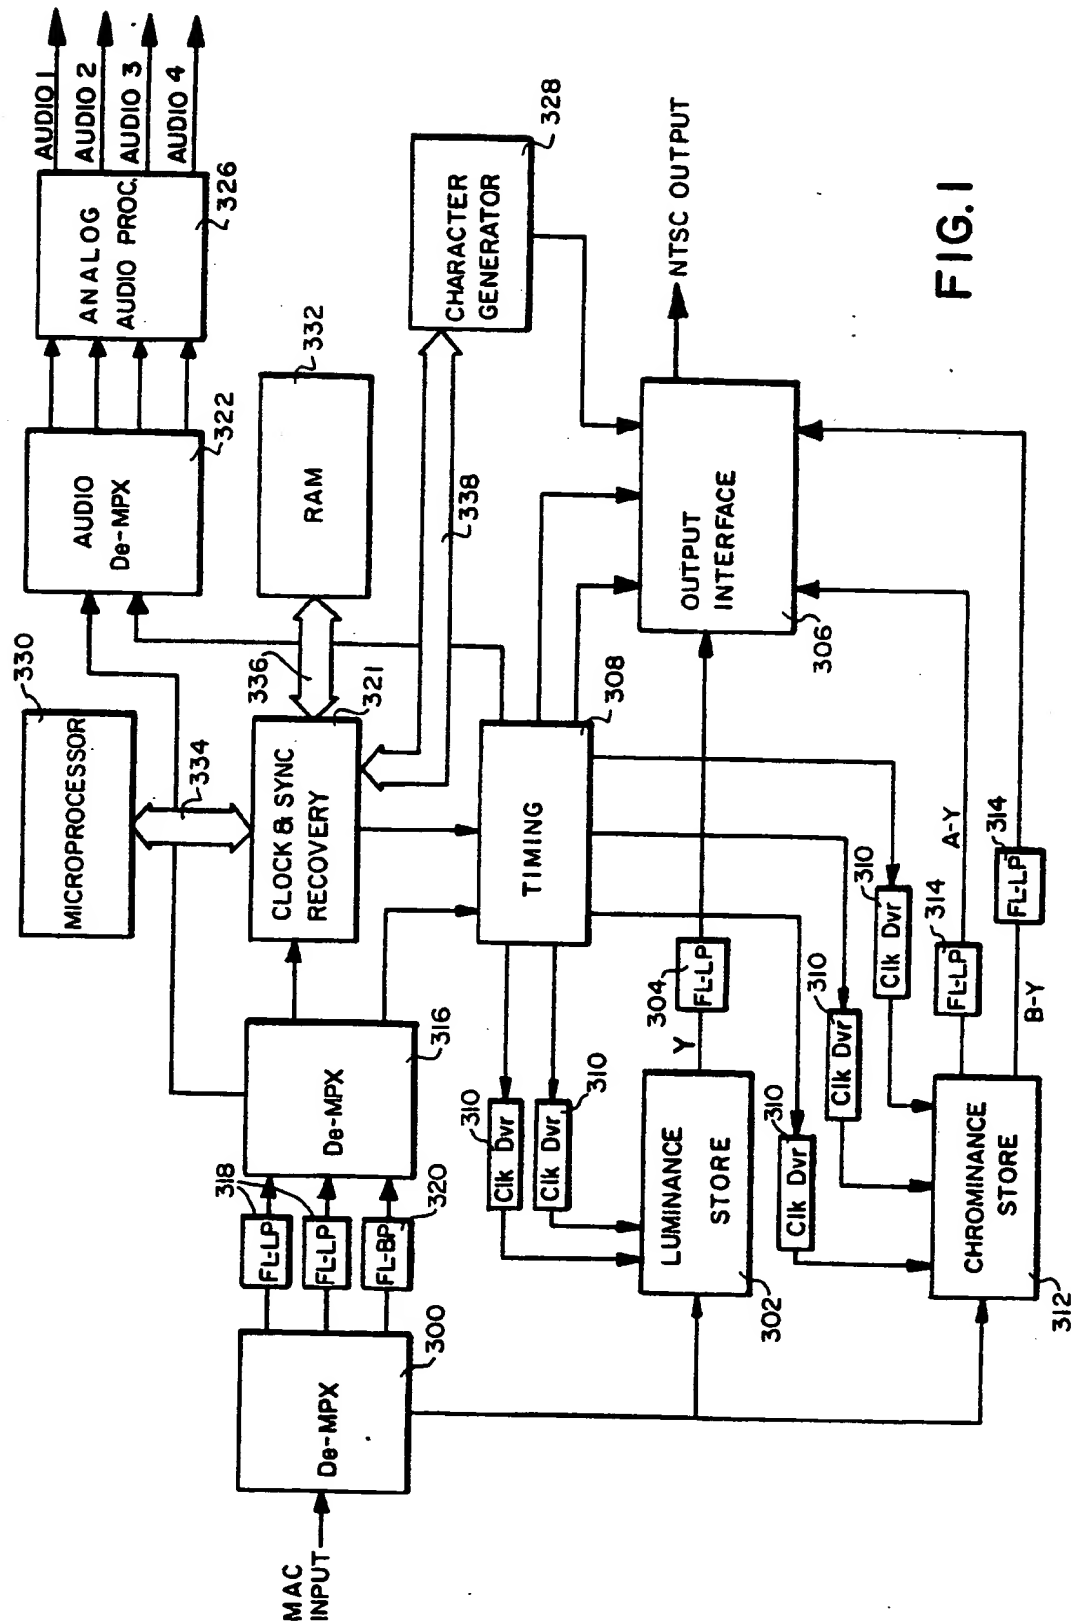 MAC
INPUT
De-MPX
300
FL-LP
FL-LP
318
FL-BP
320
De-MPX
316
MICROPROCESSOR
330
334
CLOCK & SYNC
RECOVERY
321
336
RAM
332
338
AUDIO
De-MPX
322
ANALOG
AUDIO PROC.
326
AUDIO 1
AUDIO 2
AUDIO 3
AUDIO 4
CHARACTER
GENERATOR
328
TIMING
308
310
Clk Dvr
Clk Dvr
310
LUMINANCE
STORE
302
Y
304
FL-LP
OUTPUT
INTERFACE
306
NTSC OUTPUT
310
Clk Dvr
310
Clk Dvr
310
Clk Dvr
CHROMINANCE
STORE
312
314
FL-LP
A-Y
314
FL-LP
B-Y
FIG. 1